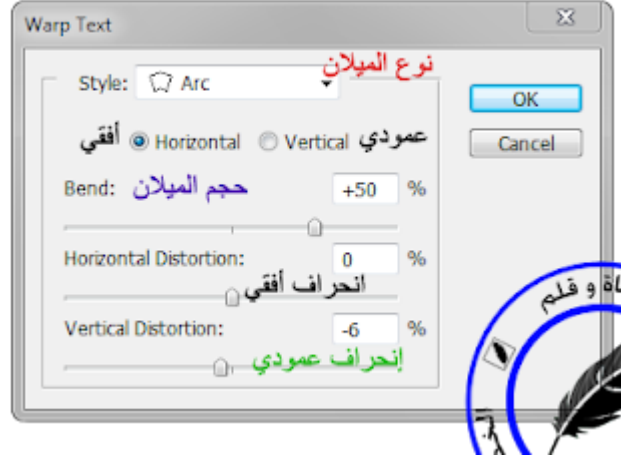 Warp Text
نوع الميلان
Style: Arc
OK
أفقي Horizontal Vertical عمودي
Cancel
Bend: حجم الميلان +50 %
Horizontal Distortion: 0 %
انحراف أفقي
Vertical Distortion: -6 %
إنحراف عمودي
و قلم